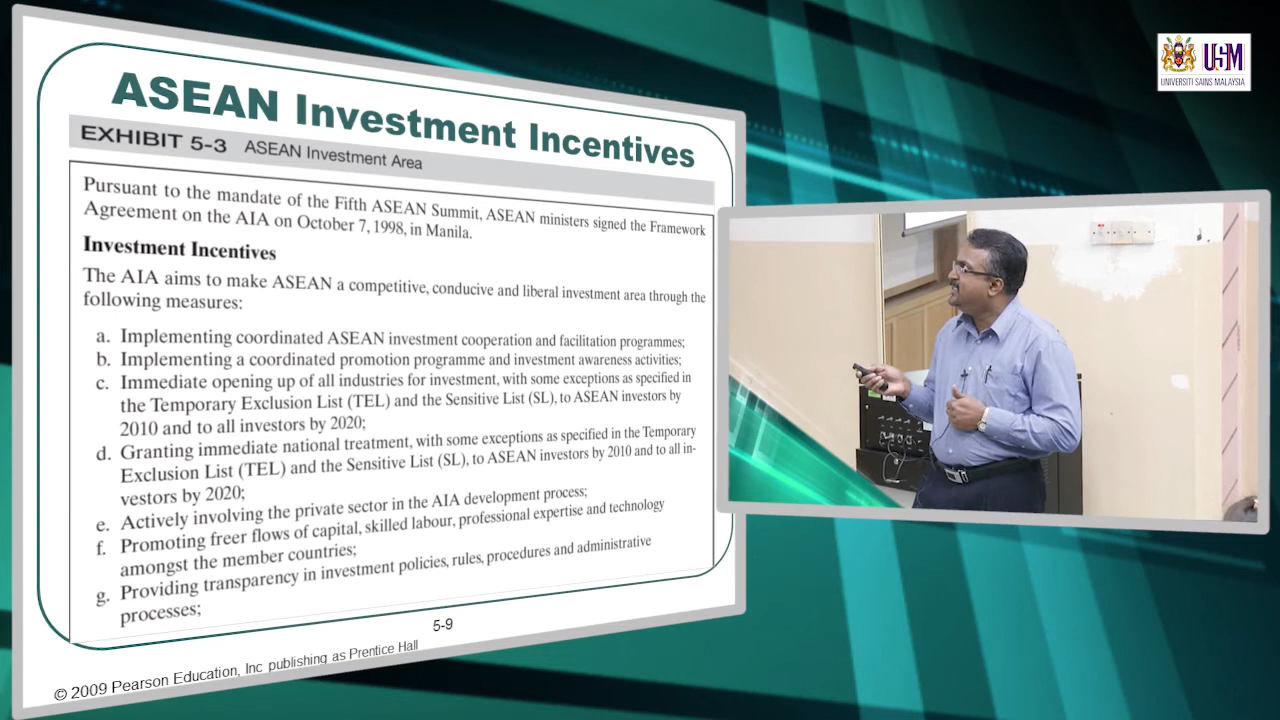 ASEAN Investment Incentives
EXHIBIT 5-3 ASEAN Investment Area
Pursuant to the mandate of the Fifth ASEAN Summit, ASEAN ministers signed the Framework
Agreement on the AIA on October 7, 1998, in Manila.
Investment Incentives
The AIA aims to make ASEAN a competitive, conducive and liberal investment area through the
following measures:
a. Implementing coordinated ASEAN investment cooperation and facilitation programmes;
b. Implementing a coordinated promotion programme and investment awareness activities;
c. Immediate opening up of all industries for investment, with some exceptions as specified in
the Temporary Exclusion List (TEL) and the Sensitive List (SL), to ASEAN investors by
2010 and to all investors by 2020;
d. Granting immediate national treatment, with some exceptions as specified in the Temporary
Exclusion List (TEL) and the Sensitive List (SL), to ASEAN investors by 2010 and to all in-
vestors by 2020;
e. Actively involving the private sector in the AIA development process;
f. Promoting freer flows of capital, skilled labour, professional expertise and technology
amongst the member countries;
g. Providing transparency in investment policies, rules, procedures and administrative
processes;
5-9
© 2009 Pearson Education, Inc publishing as Prentice Hall
USM
UNIVERSITI SAINS MALAYSIA